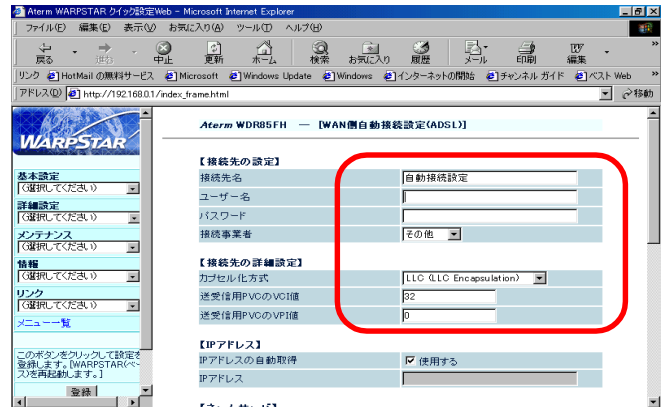 Aterm WARPSTAR クイック設定Web - Microsoft Internet Explorer
ファイル(F) 編集(E) 表示(V) お気に入り(A) ツール(T) ヘルプ(H)
戻る 進む 中止 更新 ホーム 検索 お気に入り 履歴 メール 印刷 編集
リンク HotMail の無料サービス Microsoft Windows Update Windows インターネットの開始 チャンネル ガイド ベスト Web
アドレス(D) http://192.168.0.1/index_frame.html 移動
WARPSTAR
基本設定
(選択してください)
詳細設定
(選択してください)
メンテナンス
(選択してください)
情報
(選択してください)
リンク
(選択してください)
メニュー一覧
このボタンをクリックして設定を
登録します。[WARPSTAR(ベー
ス)を再起動します。]
登録
Aterm WDR85FH ― [WAN側自動接続設定(ADSL)]
【接続先の設定】
接続先名 自動接続設定
ユーザー名
パスワード
接続事業者 その他
【接続先の詳細設定】
カプセル化方式 LLC (LLC Encapsulation)
送受信用PVCのVCI値 32
送受信用PVCのVPI値 0
【IPアドレス】
IPアドレスの自動取得 使用する
IPアドレス